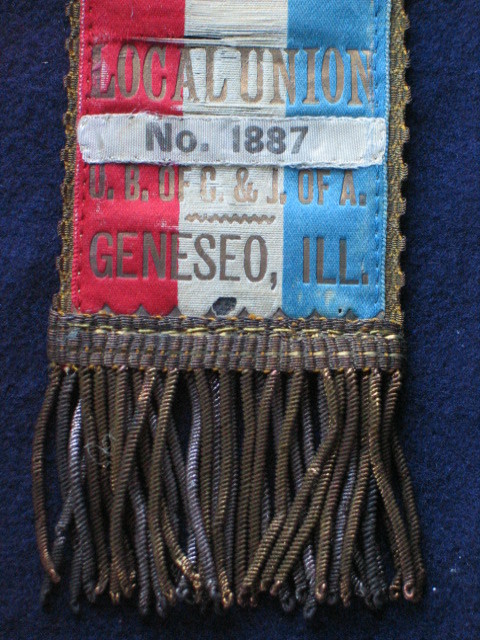 LOCAL UNION
No. 1887
U. B. OF C. & J. OF A.
GENESEO, ILL.